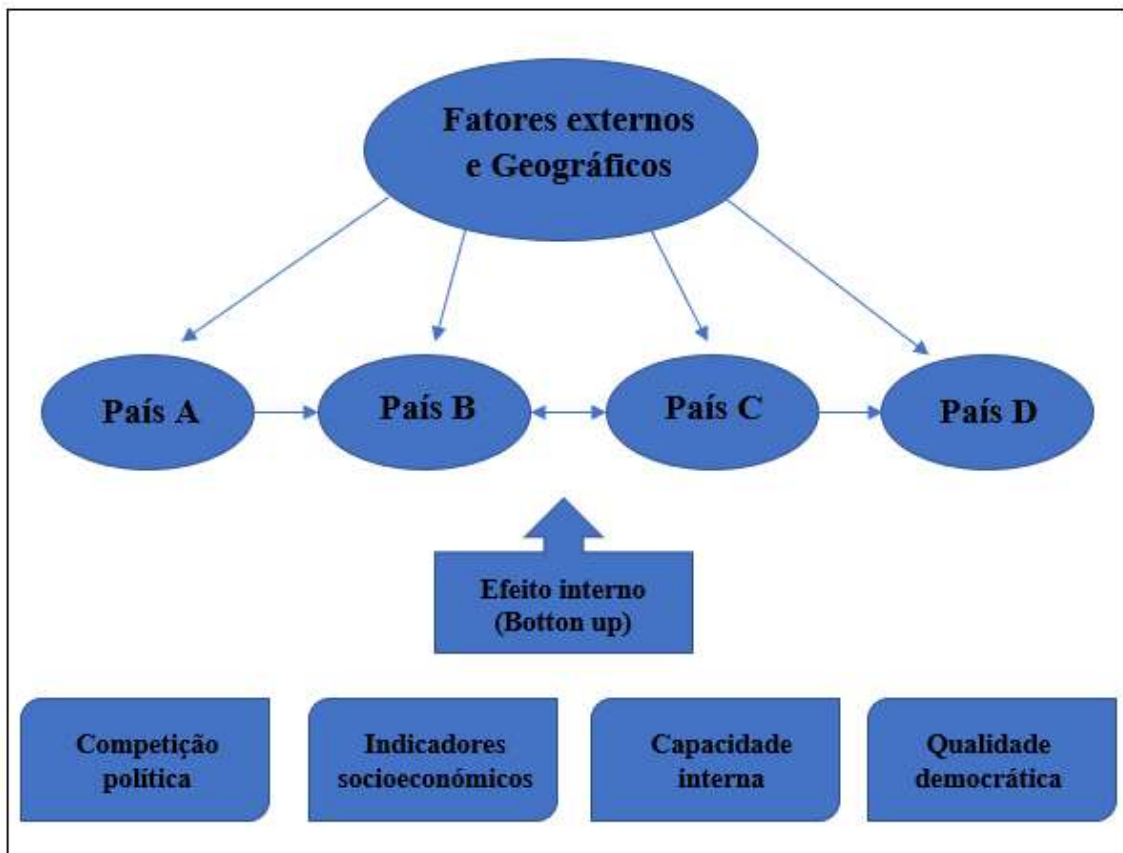 Fatores externos
e Geográficos
País A
País B
País C
País D
Efeito interno
(Botton up)
Competição
política
Indicadores
socioeconómicos
Capacidade
interna
Qualidade
democrática